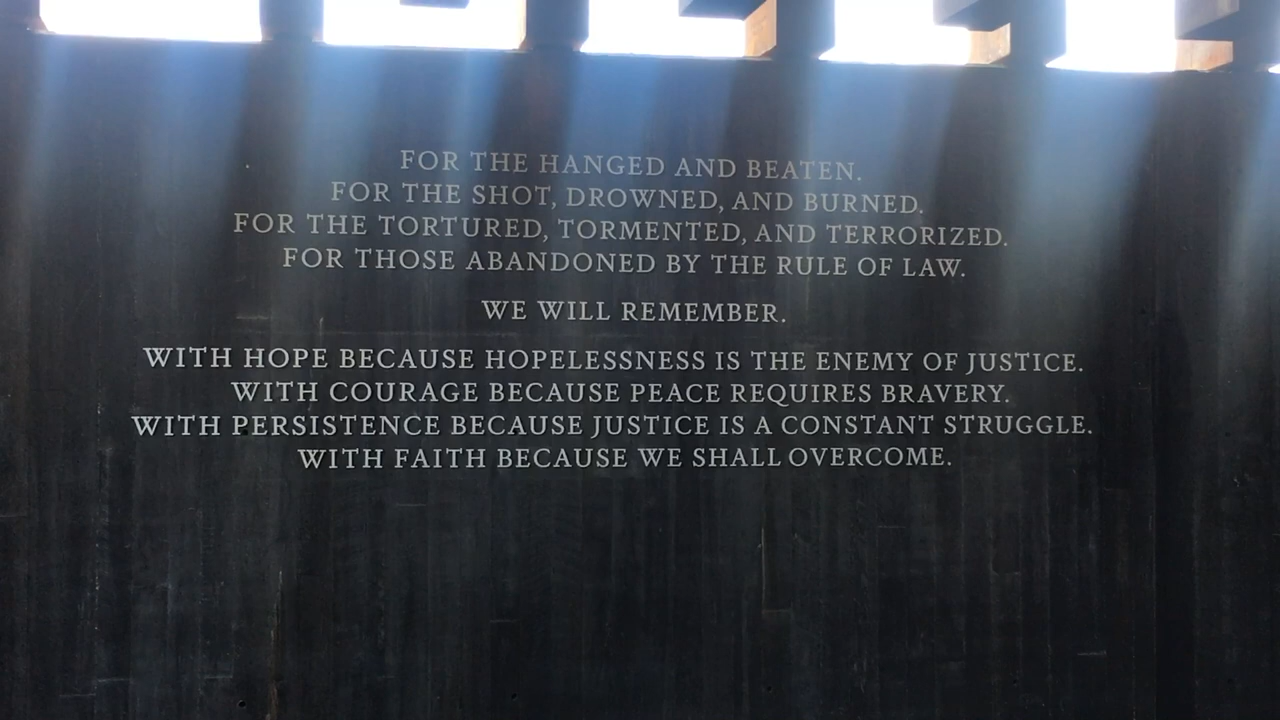 FOR THE HANGED AND BEATEN.
FOR THE SHOT, DROWNED, AND BURNED.
FOR THE TORTURED, TORMENTED, AND TERRORIZED.
FOR THOSE ABANDONED BY THE RULE OF LAW.
WE WILL REMEMBER.
WITH HOPE BECAUSE HOPELESSNESS IS THE ENEMY OF JUSTICE.
WITH COURAGE BECAUSE PEACE REQUIRES BRAVERY.
WITH PERSISTENCE BECAUSE JUSTICE IS A CONSTANT STRUGGLE.
WITH FAITH BECAUSE WE SHALL OVERCOME.